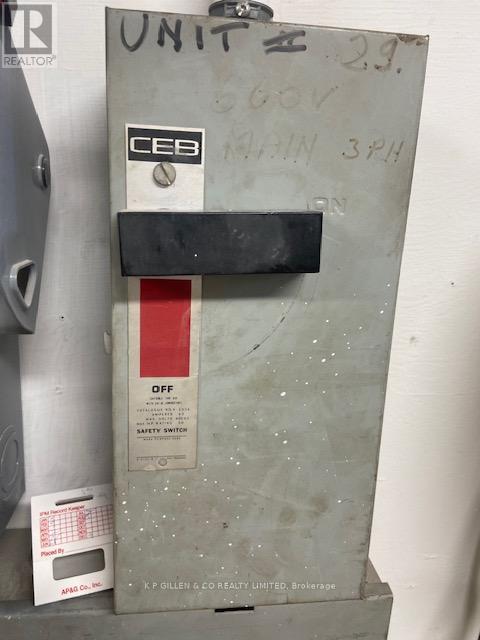 R
REALTOR®
UNIT # 29.
600V
MAIN 3PH
CEB
ON
OFF
SAFETY SWITCH
IPM Record Keeper
Placed By
AP&G Co., Inc.
K P GILLEN & CO REALTY LIMITED, Brokerage